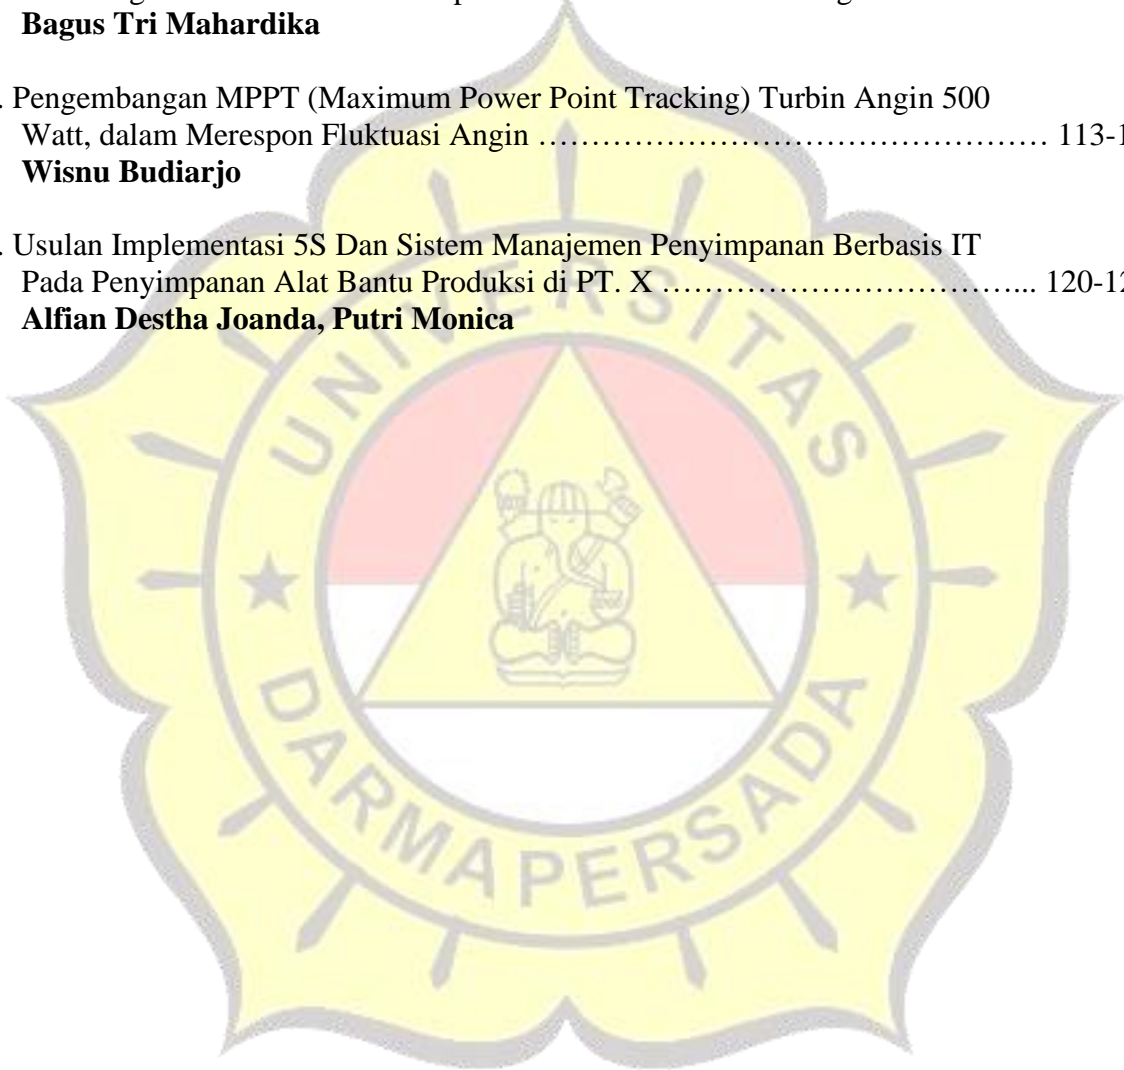 Bagus Tri Mahardika
. Pengembangan MPPT (Maximum Power Point Tracking) Turbin Angin 500
Watt, dalam Merespon Fluktuasi Angin ………………………………………… 113-1
Wisnu Budiarjo
. Usulan Implementasi 5S Dan Sistem Manajemen Penyimpanan Berbasis IT
Pada Penyimpanan Alat Bantu Produksi di PT. X ……………………………... 120-12
Alfian Destha Joanda, Putri Monica
UNIVERSITAS
DARMA PERSADA